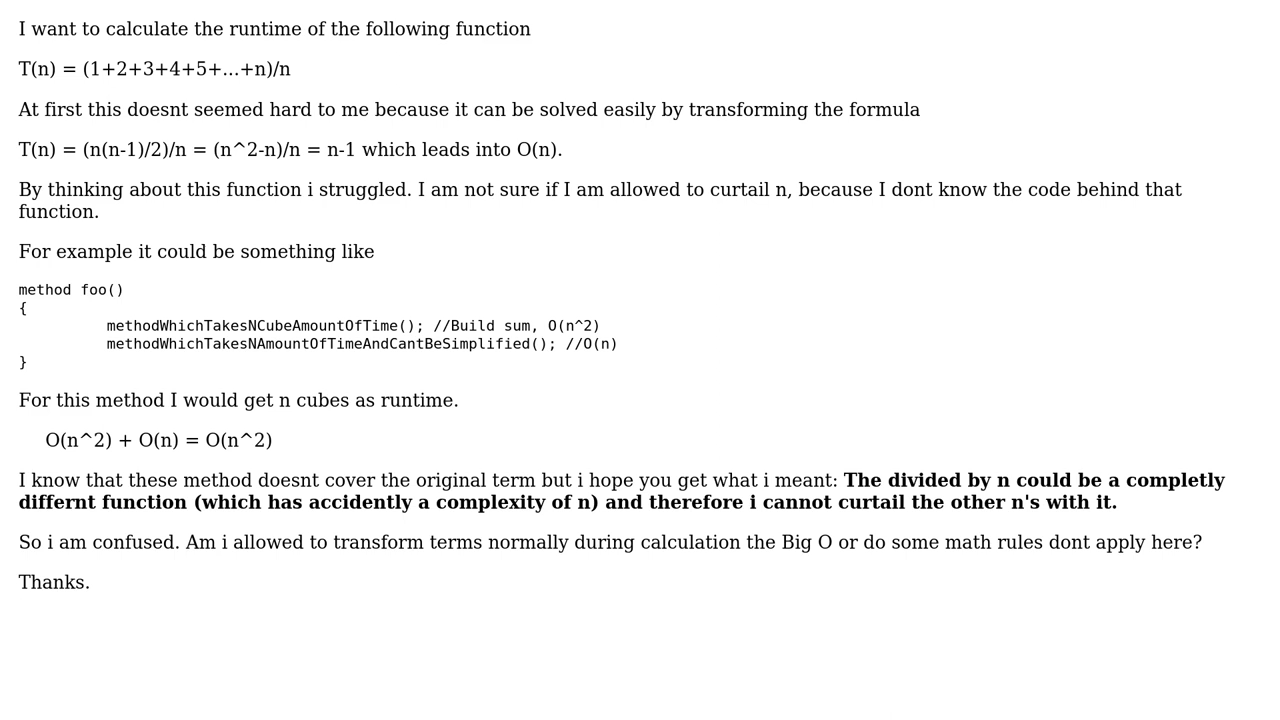 I want to calculate the runtime of the following function
T(n) = (1+2+3+4+5+...+n)/n
At first this doesnt seemed hard to me because it can be solved easily by transforming the formula
T(n) = (n(n-1)/2)/n = (n^2-n)/n = n-1 which leads into O(n).
By thinking about this function i struggled. I am not sure if I am allowed to curtail n, because I dont know the code behind that
function.
For example it could be something like
method foo()
{
methodWhichTakesNCubeAmountOfTime(); //Build sum, O(n^2)
methodWhichTakesNAmountOfTimeAndCantBeSimplified(); //O(n)
}
For this method I would get n cubes as runtime.
O(n^2) + O(n) = O(n^2)
I know that these method doesnt cover the original term but i hope you get what i meant: The divided by n could be a completly
differnt function (which has accidently a complexity of n) and therefore i cannot curtail the other n's with it.
So i am confused. Am i allowed to transform terms normally during calculation the Big O or do some math rules dont apply here?
Thanks.